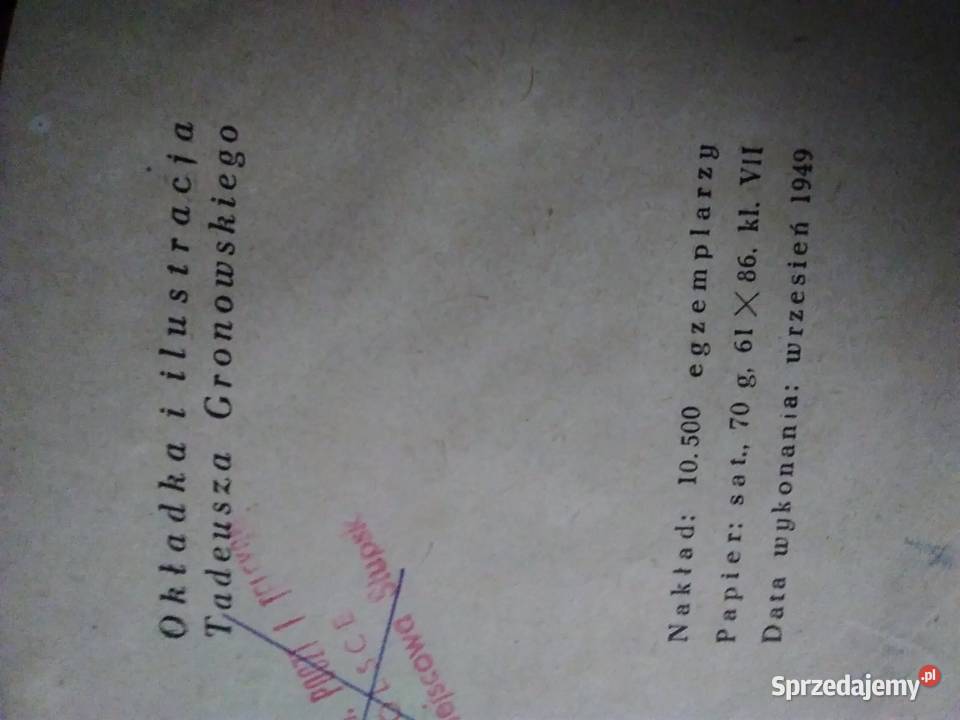 Okładka i ilustracja
Tadeusza Gronowskiego
Słupsk
Nakład: 10.500 egzemplarzy
Papier: sat., 70 g, 61 X 86. kl. VII
Data wykonania: wrzesień 1949
Sprzedajemy.pl